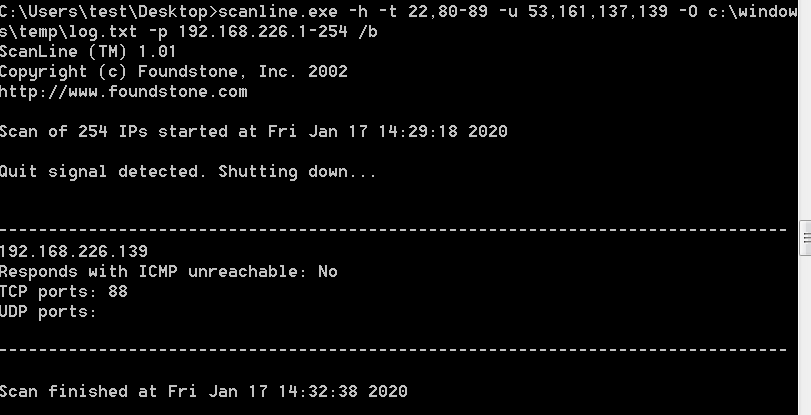 C:\Users\test\Desktop>scanline.exe -h -t 22,80-89 -u 53,161,137,139 -O c:\window
s\temp\log.txt -p 192.168.226.1-254 /b
ScanLine (TM) 1.01
Copyright (c) Foundstone, Inc. 2002
http://www.foundstone.com
Scan of 254 IPs started at Fri Jan 17 14:29:18 2020
Quit signal detected. Shutting down...
-------------------------------------------------------------------------------
192.168.226.139
Responds with ICMP unreachable: No
TCP ports: 88
UDP ports:
-------------------------------------------------------------------------------
Scan finished at Fri Jan 17 14:32:38 2020